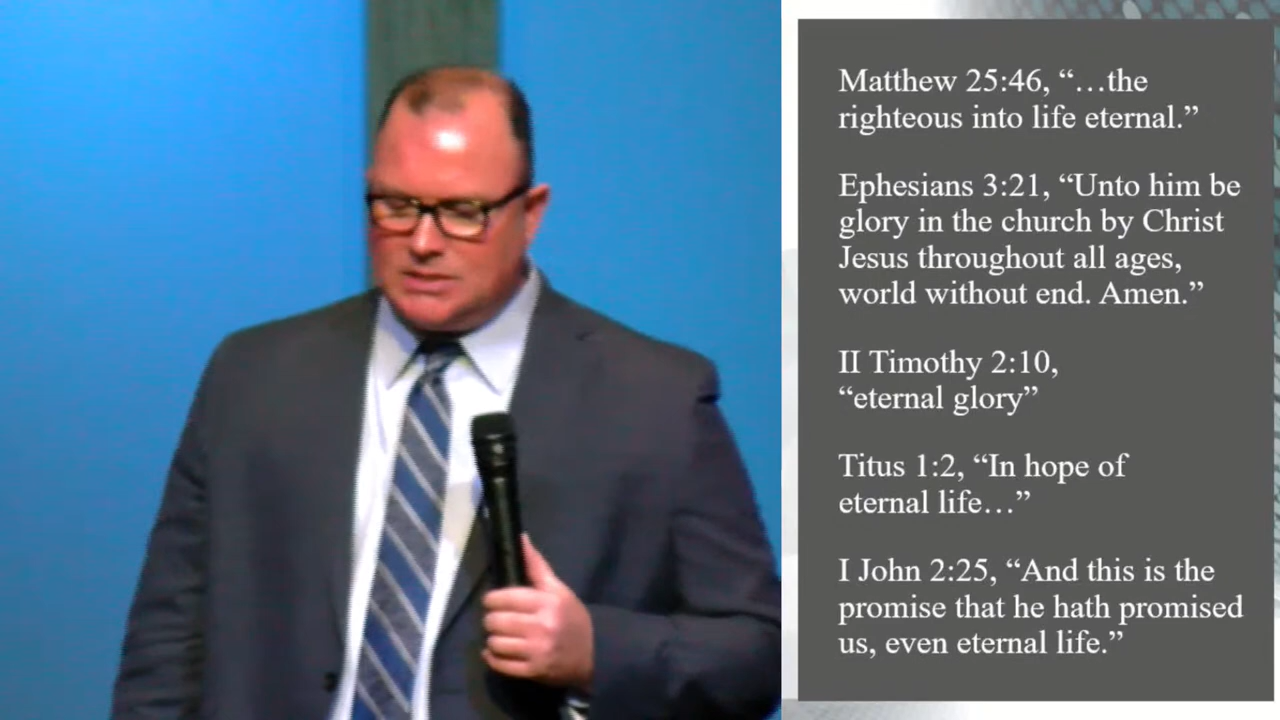 Matthew 25:46, “…the
righteous into life eternal.”
Ephesians 3:21, “Unto him be
glory in the church by Christ
Jesus throughout all ages,
world without end. Amen.”
II Timothy 2:10,
“eternal glory”
Titus 1:2, “In hope of
eternal life…”
I John 2:25, “And this is the
promise that he hath promised
us, even eternal life.”